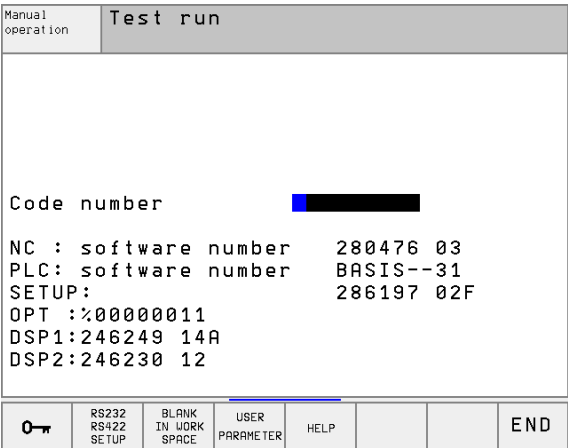 Manual
operation
Test run
Code number
NC : software number 280476 03
PLC: software number BASIS--31
SETUP: 286197 02F
OPT :%00000011
DSP1:246249 14A
DSP2:246230 12
RS232
RS422
SETUP
BLANK
IN WORK
SPACE
USER
PARAMETER
HELP
END